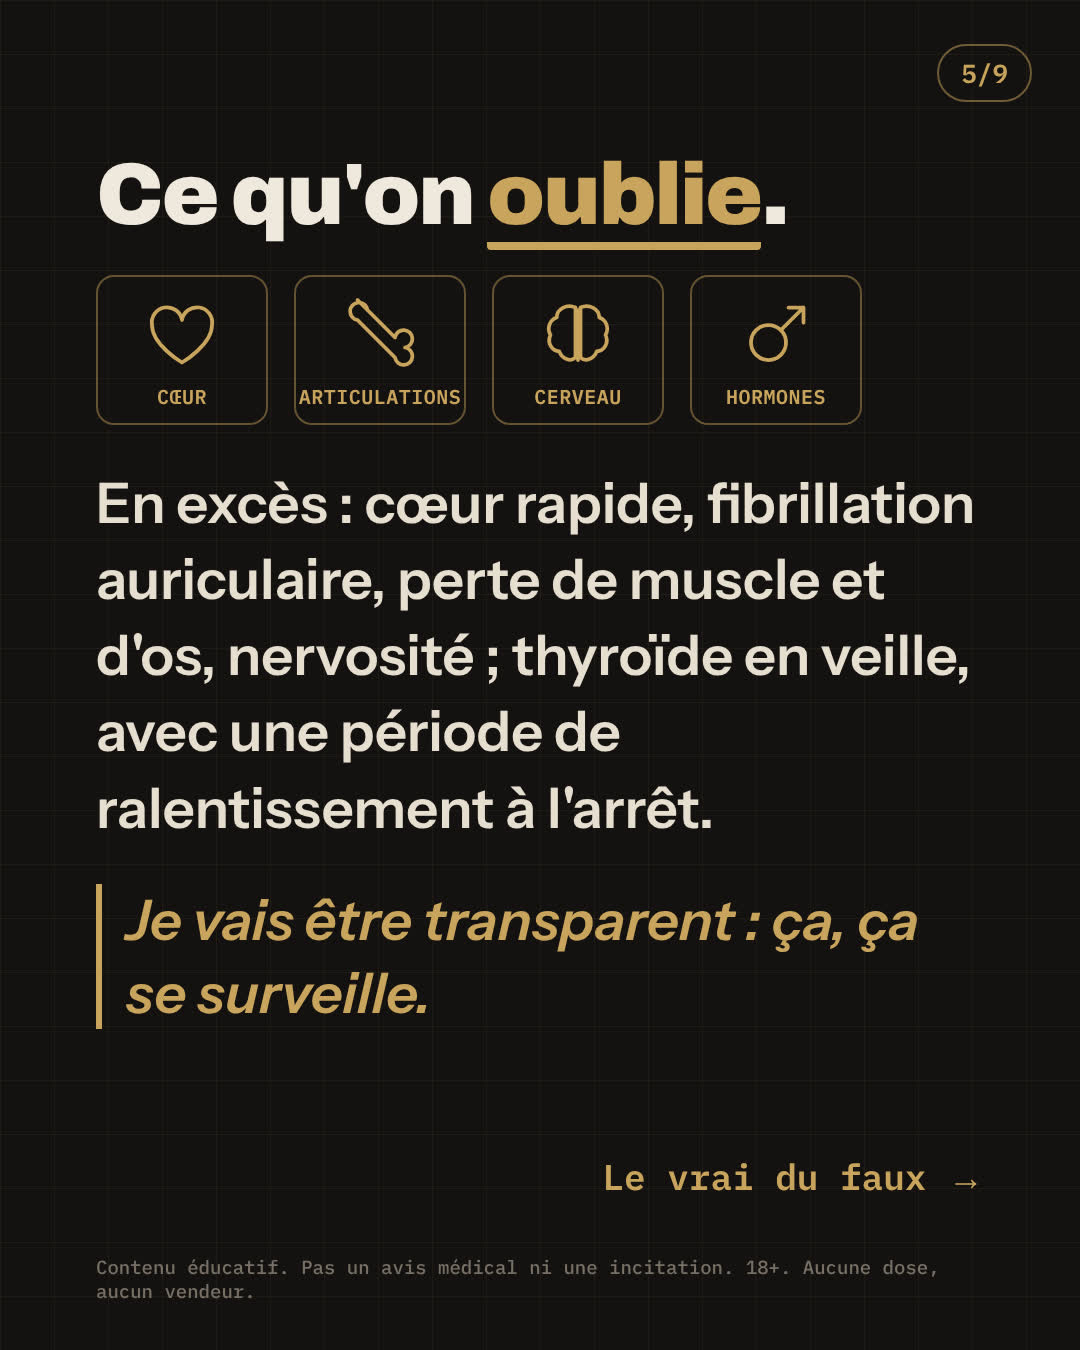 5/9
Ce qu'on oublie.
CŒUR
ARTICULATIONS
CERVEAU
HORMONES
En excès : cœur rapide, fibrillation
auriculaire, perte de muscle et
d'os, nervosité ; thyroïde en veille,
avec une période de
ralentissement à l'arrêt.
Je vais être transparent : ça, ça
se surveille.
Le vrai du faux →
Contenu éducatif. Pas un avis médical ni une incitation. 18+. Aucune dose,
aucun vendeur.